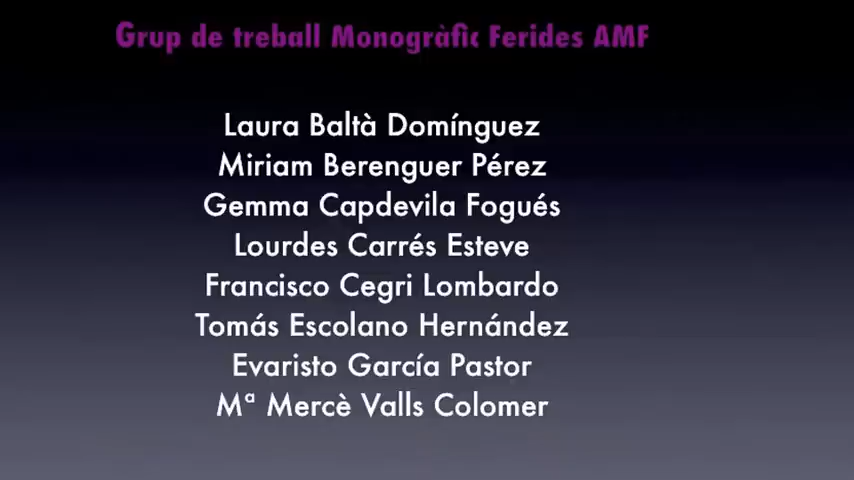 Grup de treball Monogràfic Ferides AMF
Laura Baltà Domínguez
Miriam Berenguer Pérez
Gemma Capdevila Fogués
Lourdes Carrés Esteve
Francisco Cegri Lombardo
Tomás Escolano Hernández
Evaristo García Pastor
Mª Mercè Valls Colomer